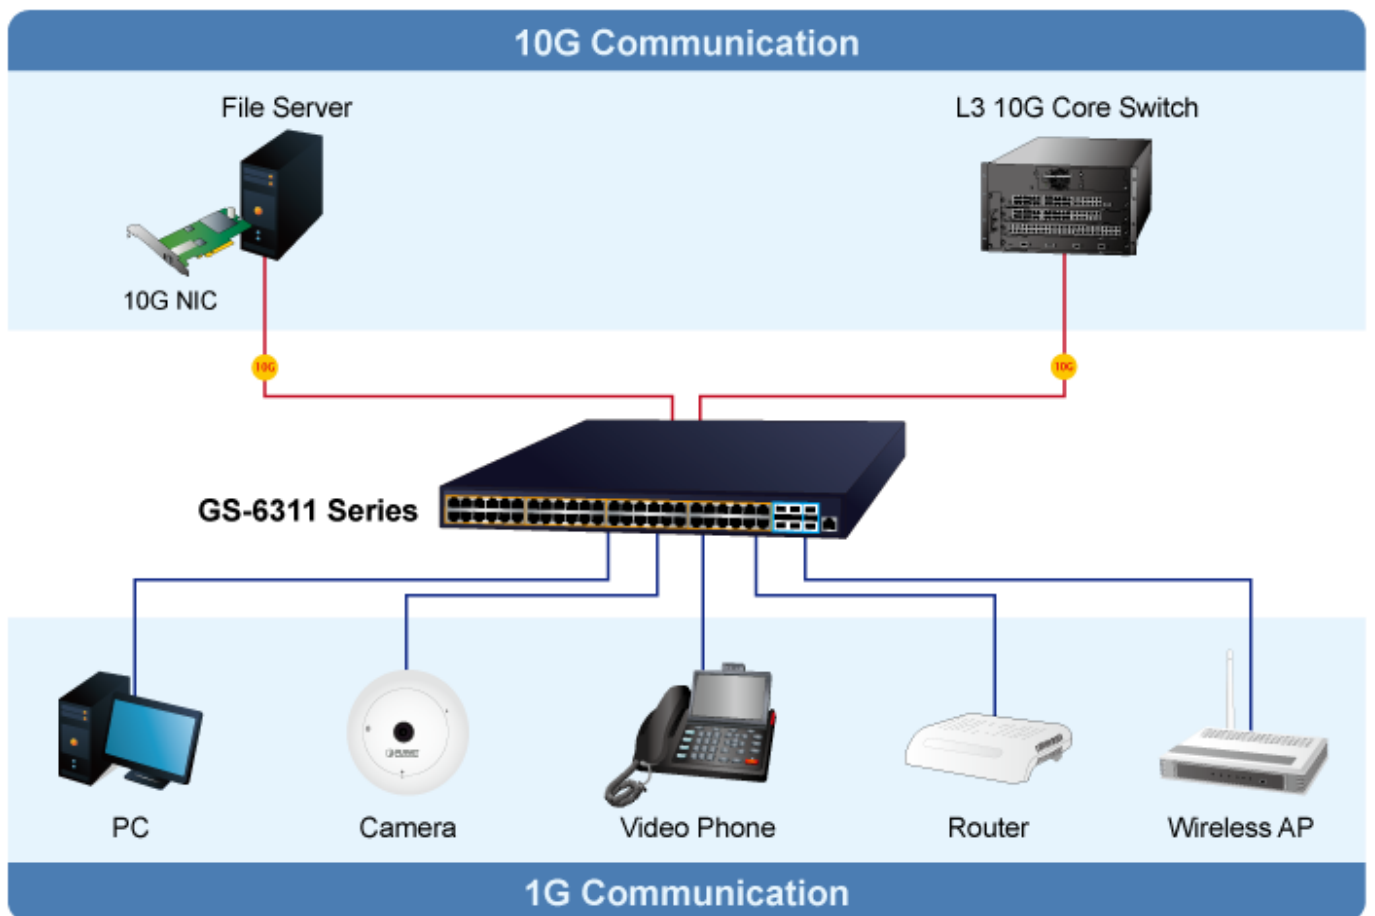 10G Communication
File Server
L3 10G Core Switch
10G NIC
10G
10G
GS-6311 Series
PLANET
PC
Camera
Video Phone
Router
Wireless AP
1G Communication